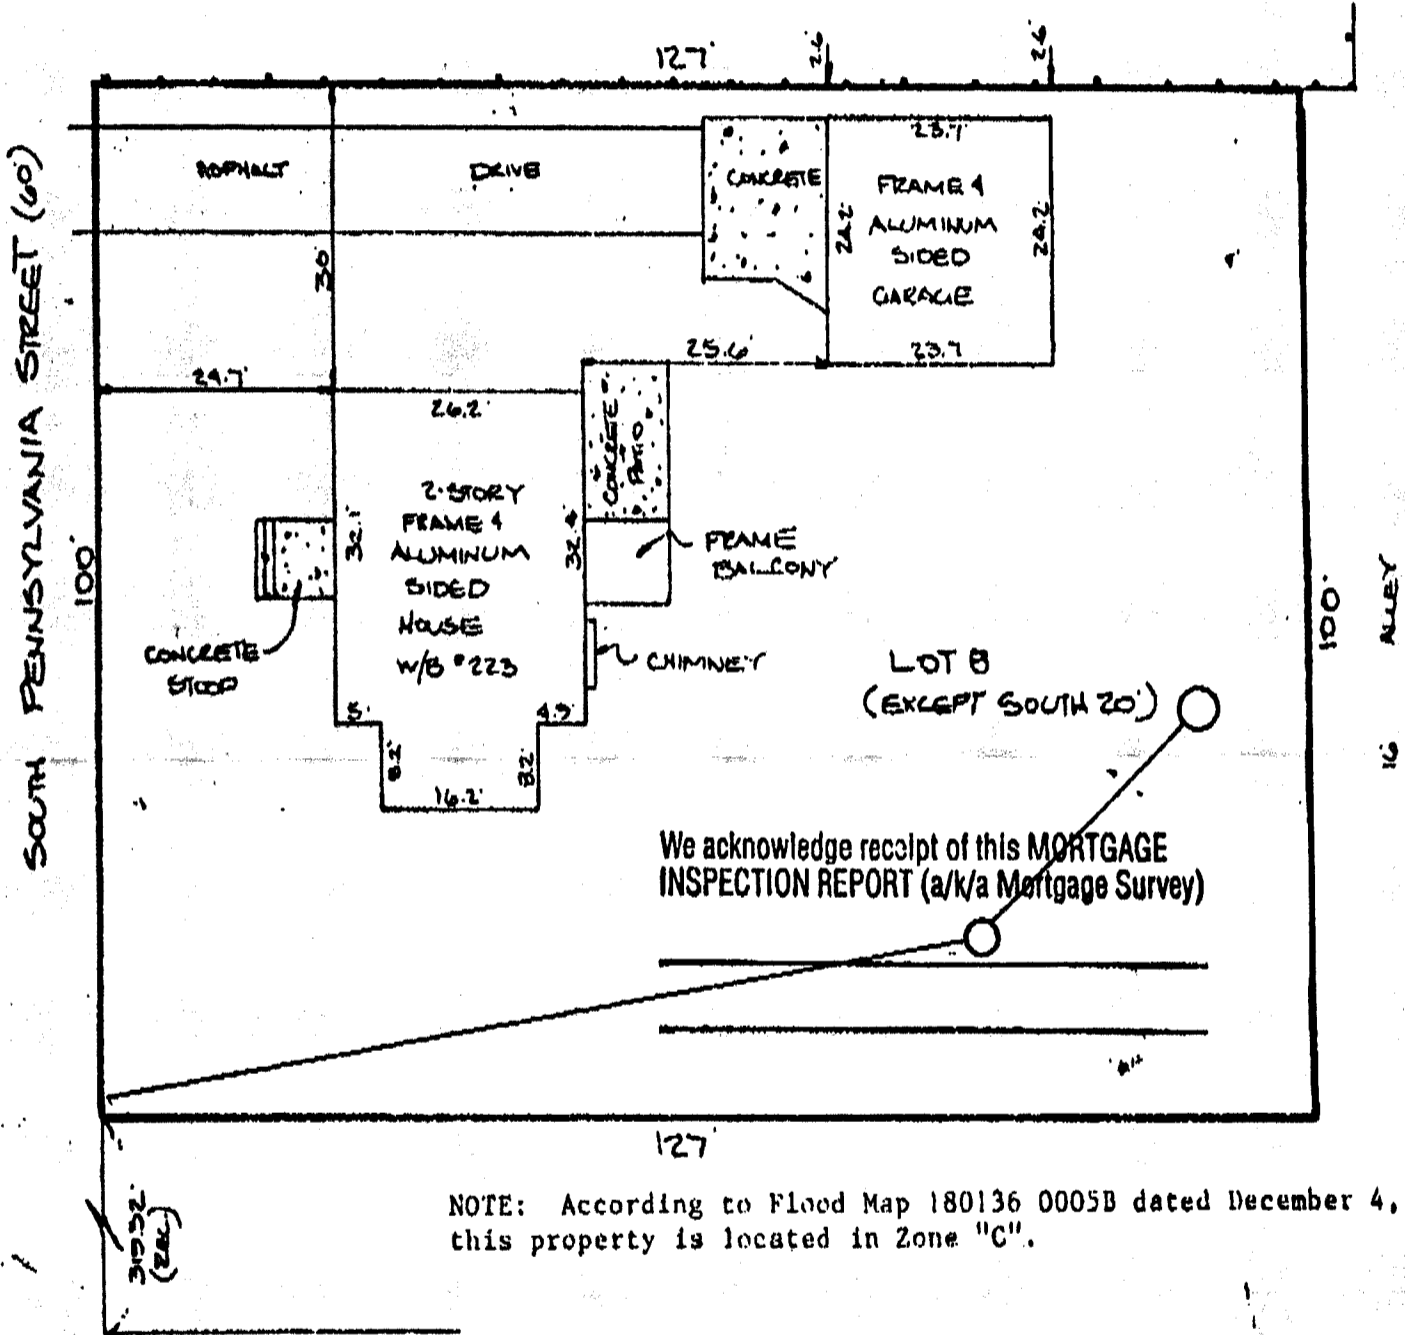 127'
2.6'
2.6'
SOUTH PENNSYLVANIA STREET (60')
ASPHALT DRIVE
CONCRETE
23.7'
FRAME &
ALUMINUM
SIDED
GARAGE
24.2'
24.2'
23.7
30'
25.6'
24.7'
26.2'
CONCRETE
PATIO
2-STORY
FRAME &
ALUMINUM
SIDED
HOUSE
W/B #223
32.1'
32.4'
FRAME
BALCONY
CHIMNEY
CONCRETE
STOOP
100'
100'
16' ALLEY
LOT 8
(EXCEPT SOUTH 20')
5'
4.9'
8.2'
8.2'
16.2'
We acknowledge receipt of this MORTGAGE
INSPECTION REPORT (a/k/a Mortgage Survey)
127'
NOTE: According to Flood Map 180136 0005B dated December 4,
this property is located in Zone "C".
(REC.)